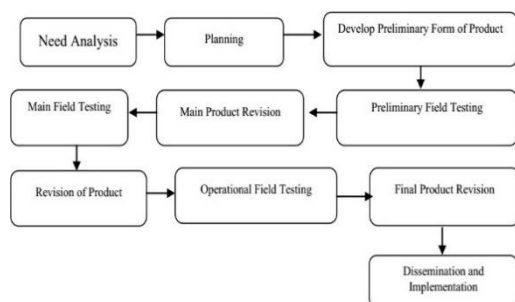 Need Analysis
Planning
Develop Preliminary Form of Product
Preliminary Field Testing
Main Product Revision
Main Field Testing
Revision of Product
Operational Field Testing
Final Product Revision
Dissemination and
Implementation